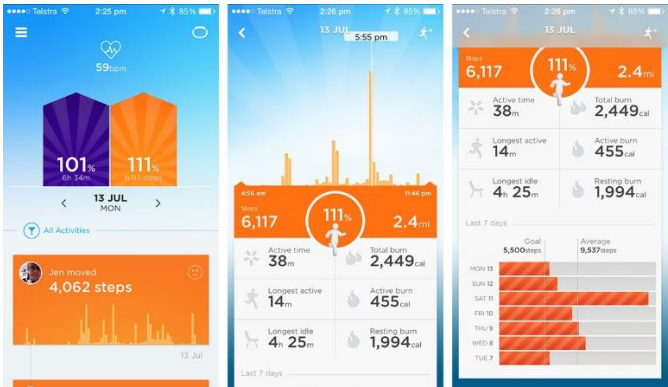 Telstra 2:25 pm 85%
59bpm
101%
6h 34m
111%
6,117 steps
13 JUL
MON
All Activities
Jen moved
4,062 steps
13 Jul
Telstra 2:26 pm 85%
13 JUL
5:55 pm
4:56 am
11:46 pm
Steps
6,117
111%
2.4mi
Active time
38m
Total burn
2,449cal
Longest active
14m
Active burn
455cal
Longest idle
4h 25m
Resting burn
1,994cal
Last 7 days
Telstra 2:26 pm 85%
13 JUL
Steps
6,117
111%
2.4mi
Active time
38m
Total burn
2,449cal
Longest active
14m
Active burn
455cal
Longest idle
4h 25m
Resting burn
1,994cal
Last 7 days
Goal
5,500steps
Average
9,537steps
MON 13
SUN 12
SAT 11
FRI 10
THU 9
WED 8
TUE 7